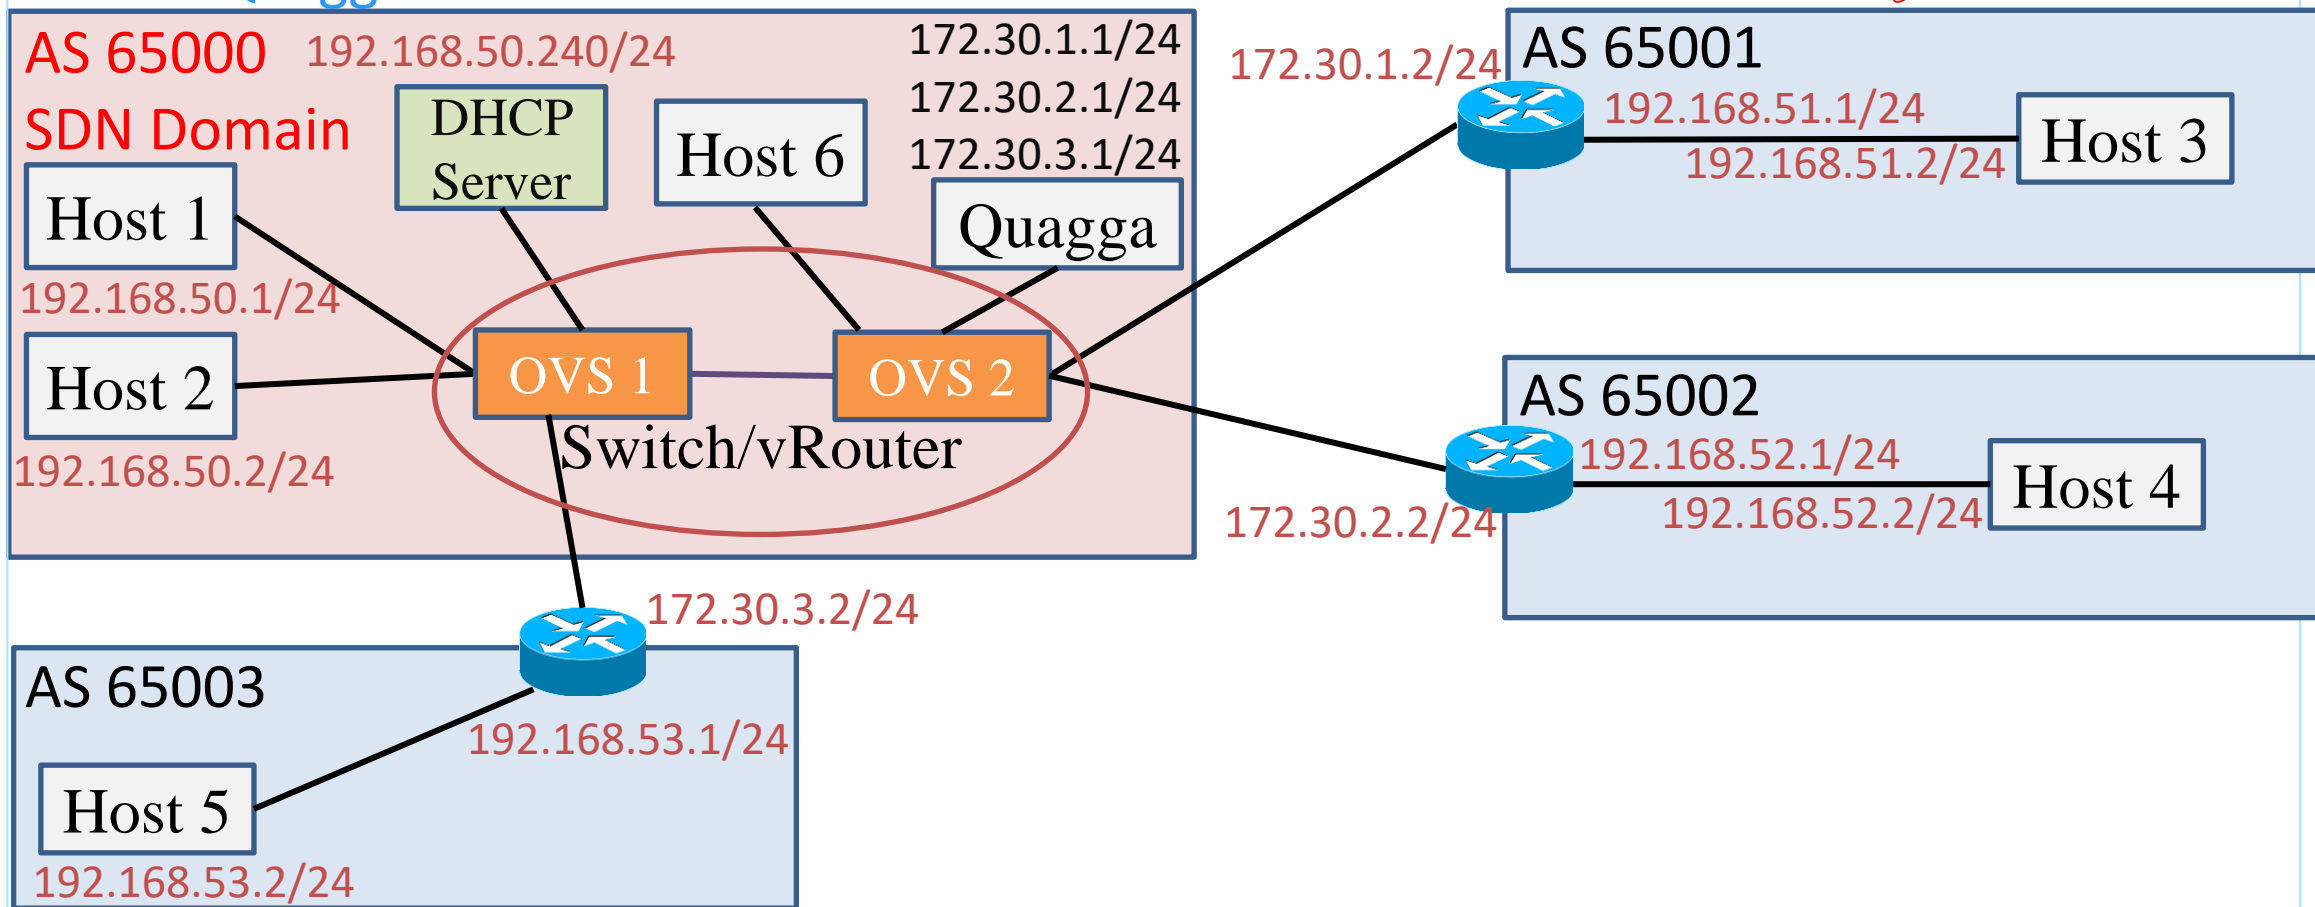 AS 65000
SDN Domain
192.168.50.240/24
172.30.1.1/24
172.30.2.1/24
172.30.3.1/24
DHCP
Server
Host 6
Quagga
Host 1
192.168.50.1/24
Host 2
192.168.50.2/24
OVS 1
OVS 2
Switch/vRouter
172.30.1.2/24
AS 65001
192.168.51.1/24
192.168.51.2/24
Host 3
AS 65002
192.168.52.1/24
192.168.52.2/24
Host 4
172.30.2.2/24
172.30.3.2/24
AS 65003
192.168.53.1/24
Host 5
192.168.53.2/24